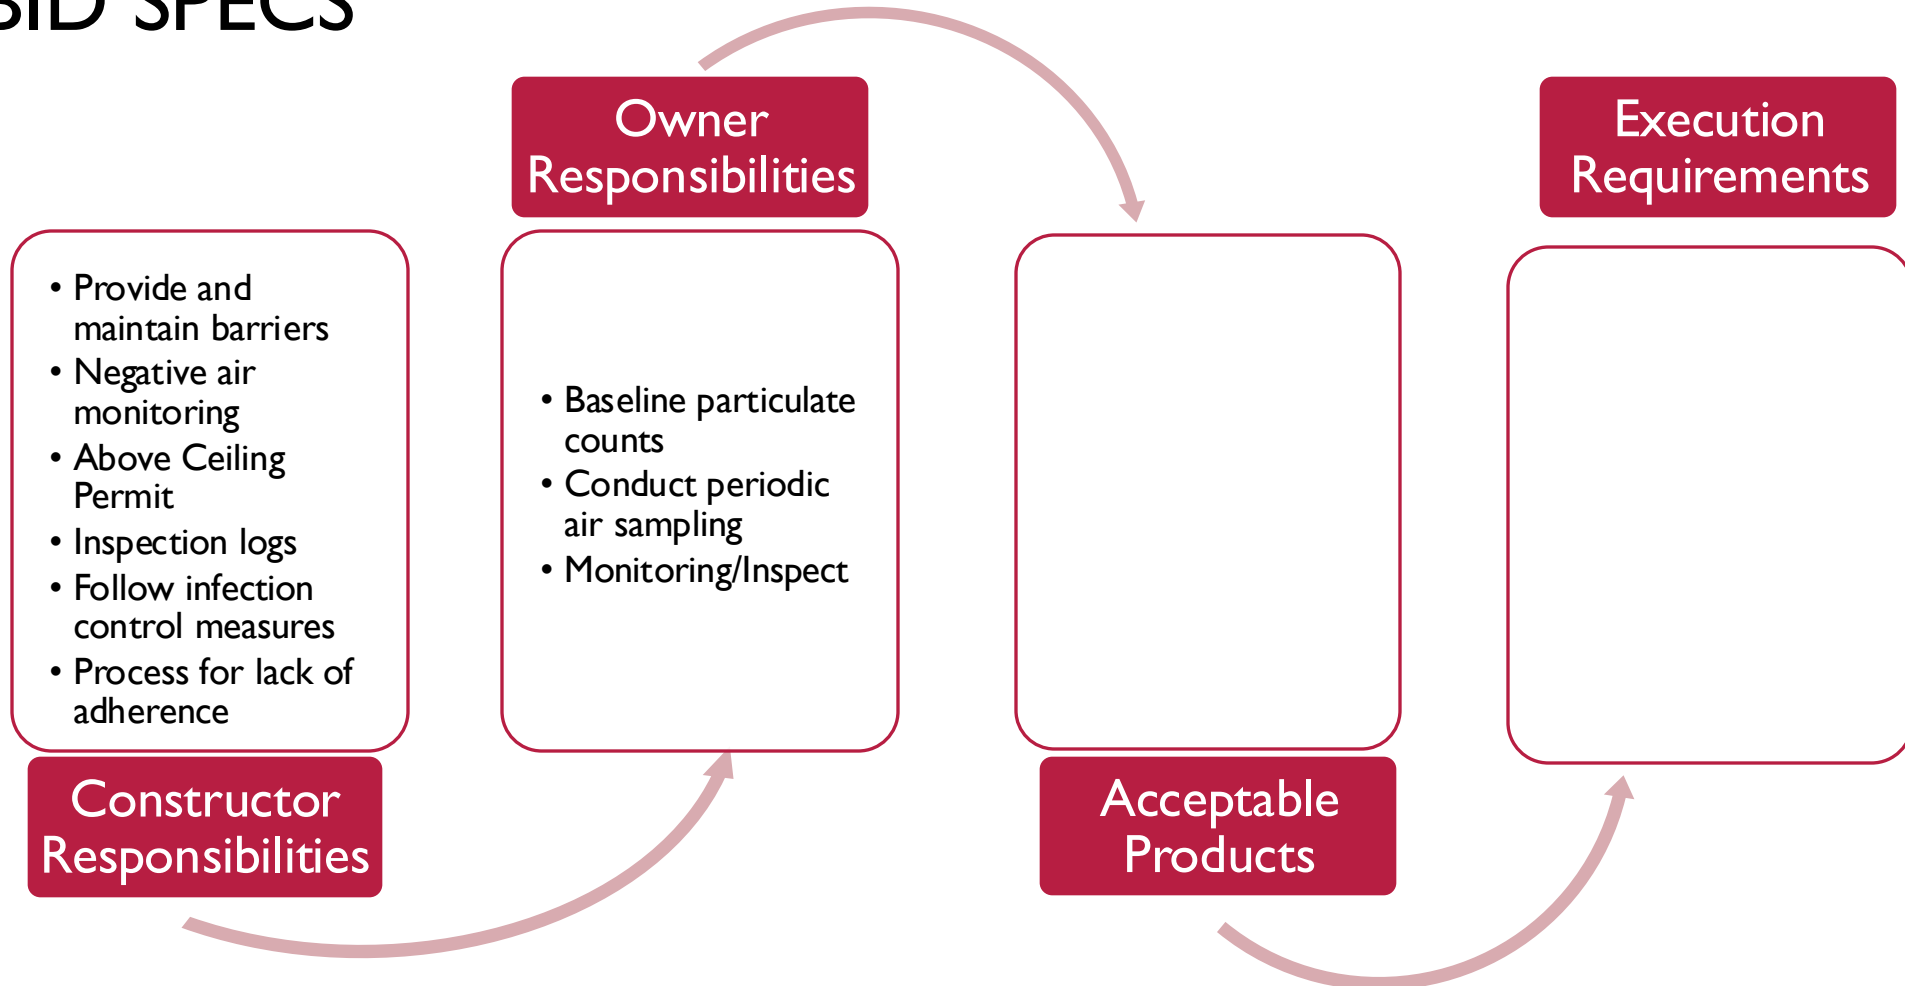 BID SPECS
• Provide and
maintain barriers
• Negative air
monitoring
• Above Ceiling
Permit
• Inspection logs
• Follow infection
control measures
• Process for lack of
adherence
Constructor
Responsibilities
Owner
Responsibilities
• Baseline particulate
counts
• Conduct periodic
air sampling
• Monitoring/Inspect
Acceptable
Products
Execution
Requirements